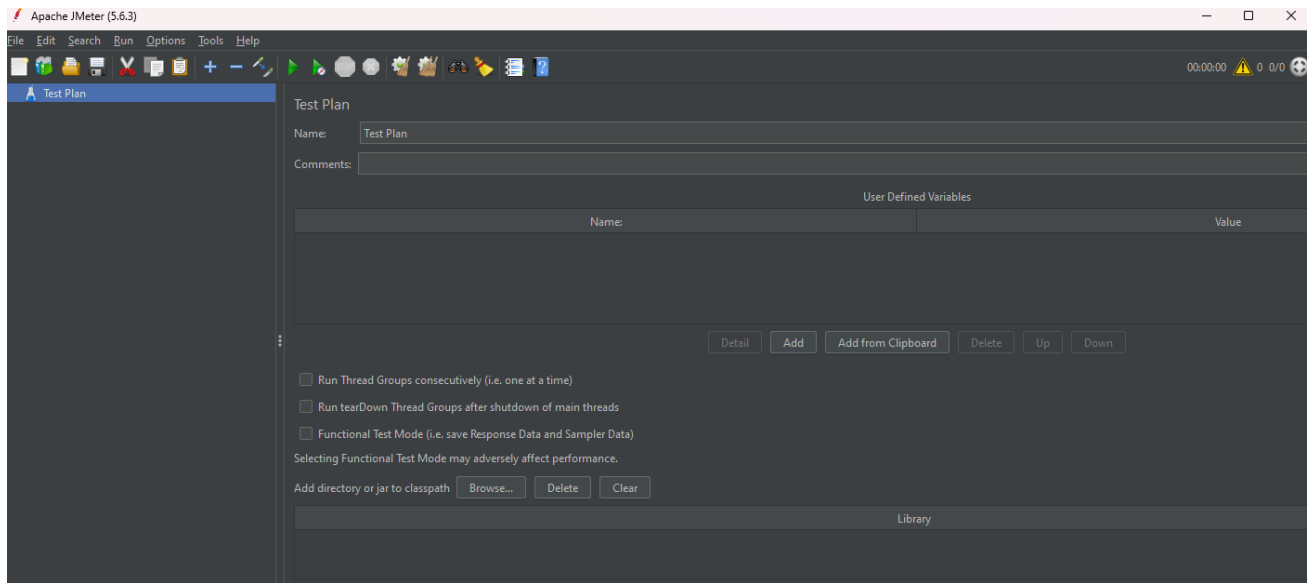 Apache JMeter (5.6.3)
File Edit Search Run Options Tools Help
00:00:00 0 0/0
Test Plan
Test Plan
Name: Test Plan
Comments:
User Defined Variables
Name: Value
Detail Add Add from Clipboard Delete Up Down
Run Thread Groups consecutively (i.e. one at a time)
Run tearDown Thread Groups after shutdown of main threads
Functional Test Mode (i.e. save Response Data and Sampler Data)
Selecting Functional Test Mode may adversely affect performance.
Add directory or jar to classpath Browse... Delete Clear
Library